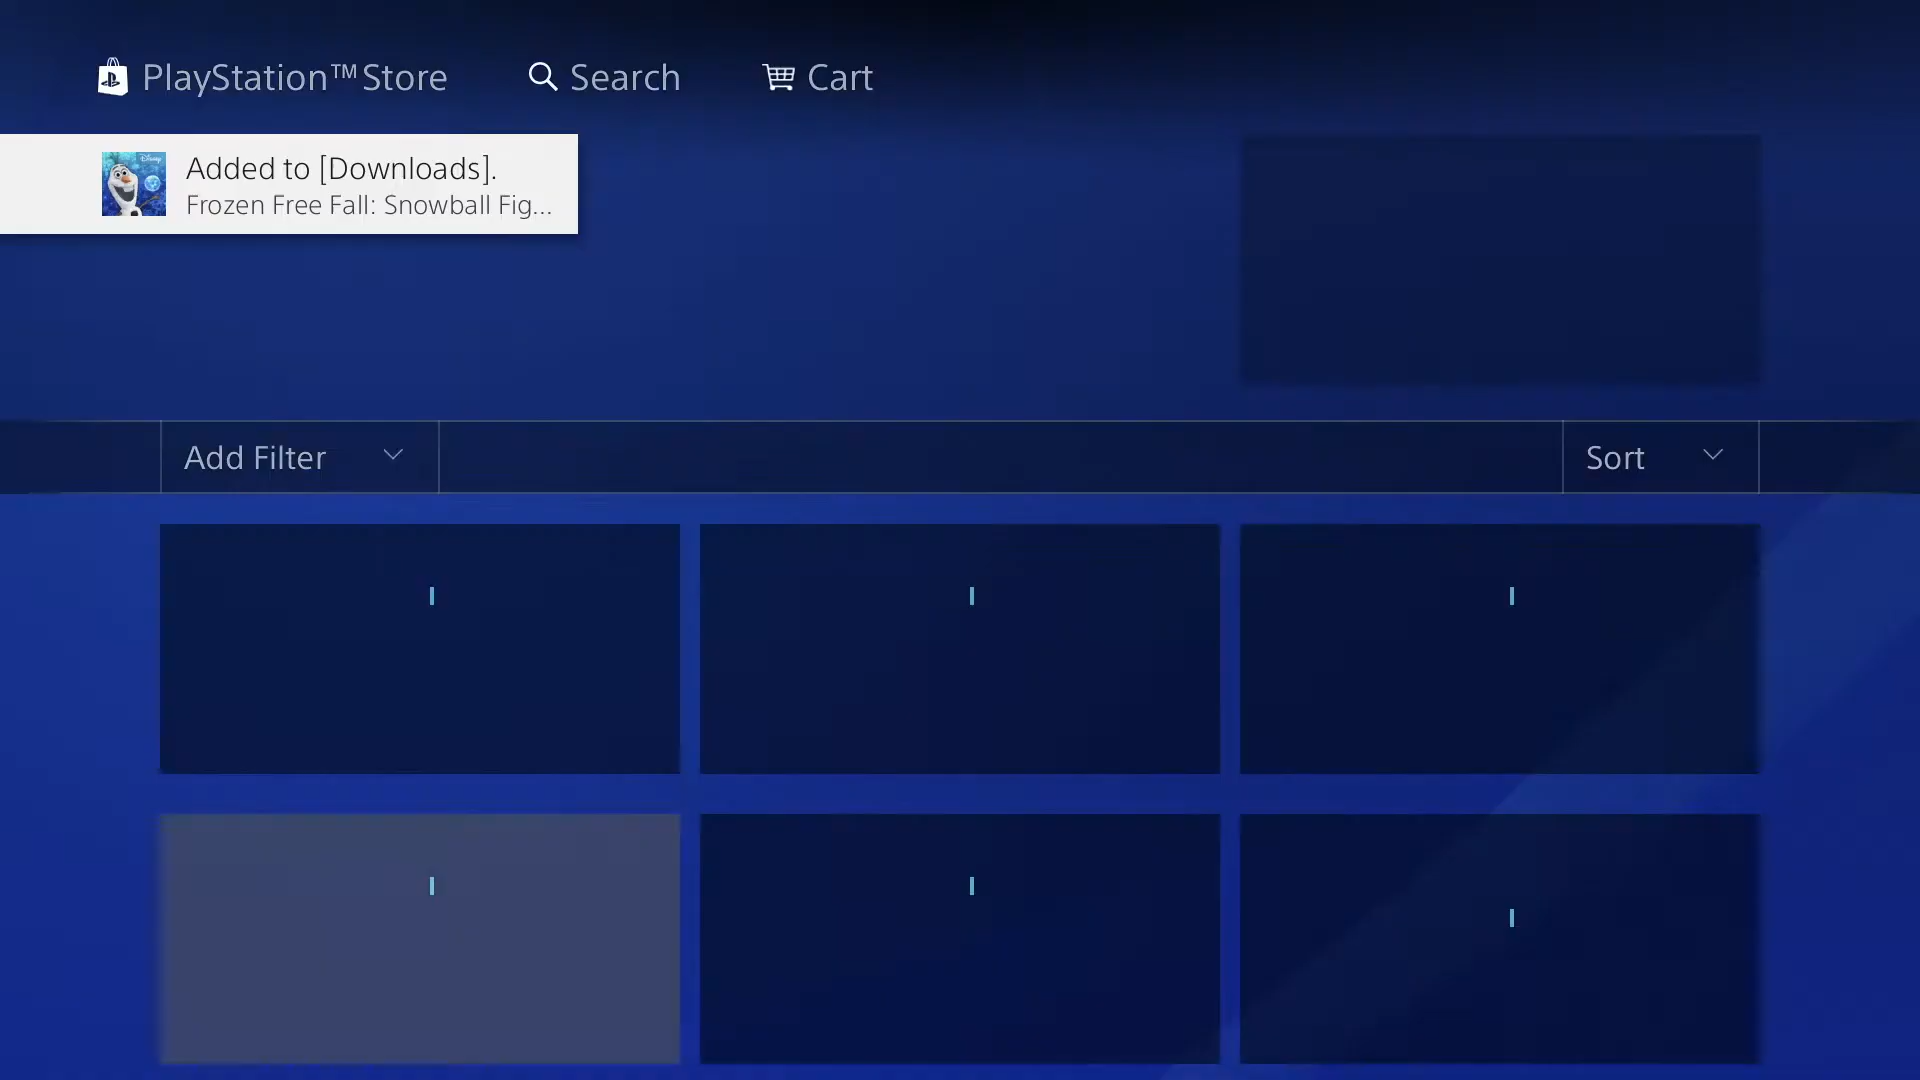 PlayStation™Store
Search
Cart
Added to [Downloads].
Frozen Free Fall: Snowball Fig...
Add Filter
Sort